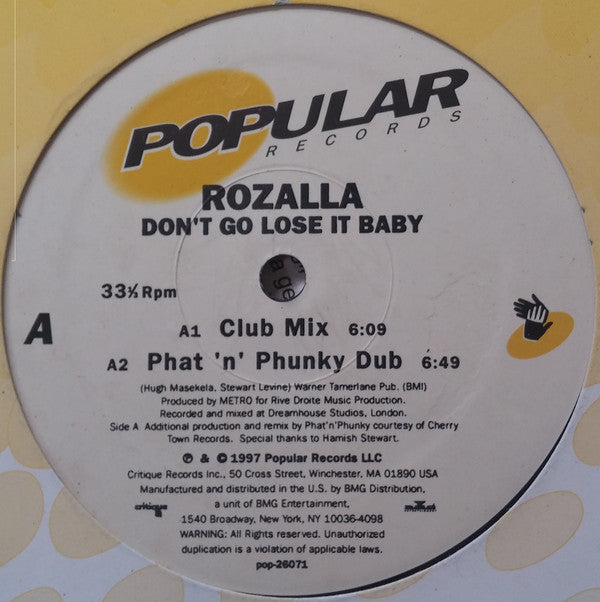 POPULAR
RECORDS
ROZALLA
DON'T GO LOSE IT BABY
33⅓ Rpm
A
A1 Club Mix 6:09
A2 Phat 'n' Phunky Dub 6:49
(Hugh Masekela, Stewart Levine) Warner Tamerlane Pub. (BMI)
Produced by METRO for Rive Droite Music Production.
Recorded and mixed at Dreamhouse Studios, London.
Side A Additional production and remix by Phat'n'Phunky courtesy of Cherry
Town Records. Special thanks to Hamish Stewart.
℗ & © 1997 Popular Records LLC
Critique Records Inc., 50 Cross Street, Winchester, MA 01890 USA
Manufactured and distributed in the U.S. by BMG Distribution,
critique
a unit of BMG Entertainment,
1540 Broadway, New York, NY 10036-4098
WARNING: All Rights reserved. Unauthorized
duplication is a violation of applicable laws.
pop-26071